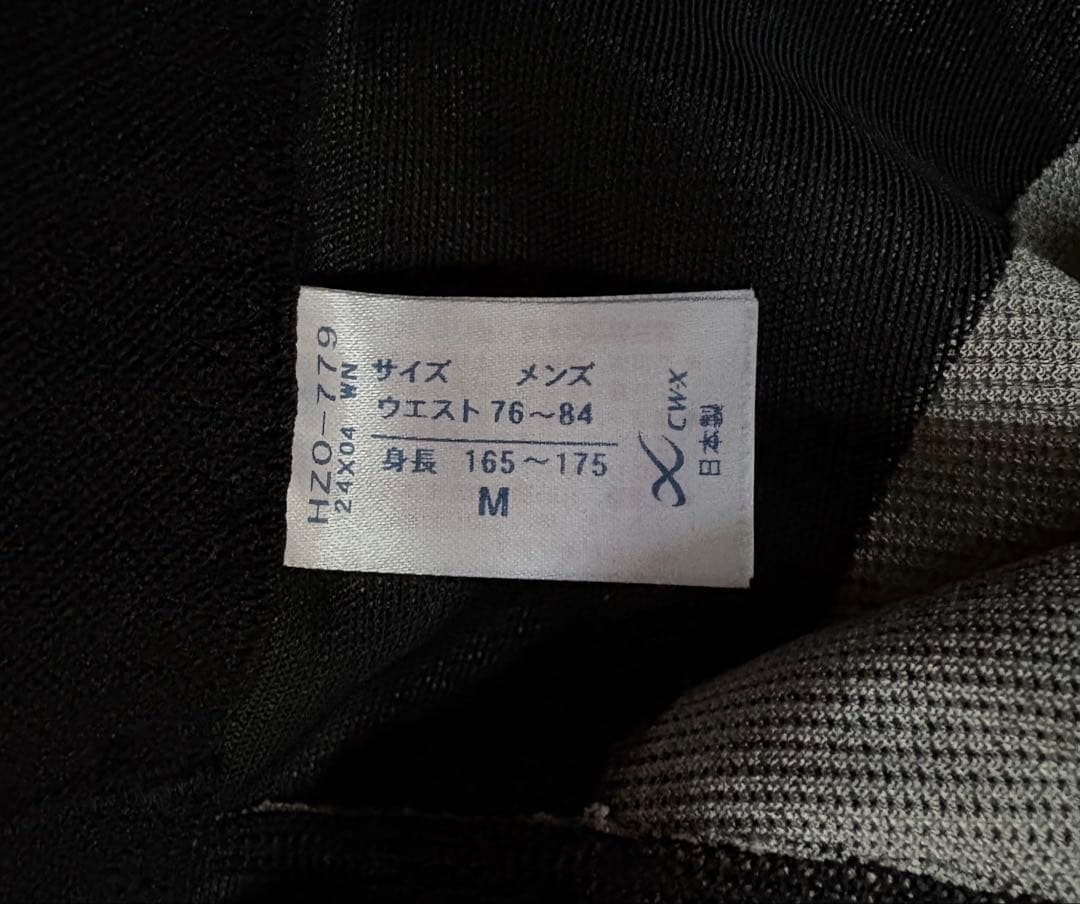 HZO-779
24X04 WN
サイズ メンズ
ウエスト 76～84
身長 165～175
M
CW-X
日本製